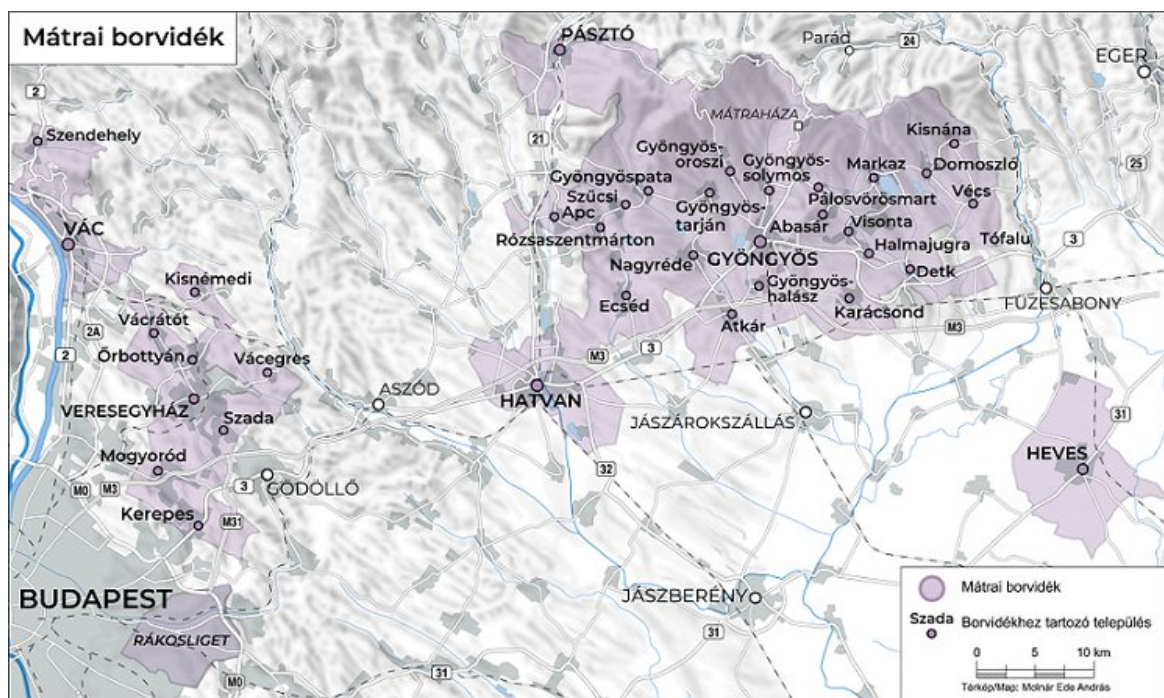 Mátrai borvidék
PÁSZTÓ
Parád
24
EGER
2
Szendehely
21
MÁTRAHÁZA
Kisnána
25
Gyöngyös-
oroszi
Gyöngyös-
solymos
Markaz
Domoszló
Gyöngyöspata
Szűcsi
Apc
Gyöngyös-
tarján
Pálosvörösmart
Vécs
Abasár
Visonta
VÁC
Rózsaszentmárton
GYÖNGYÖS
Halmajugra
Tófalu
3
Nagyréde
Detk
Kisnémedi
Ecséd
Gyöngyös-
halász
Karácsond
FÜZESABONY
Vácrátót
Atkár
M3
2A
2
Őrbottyán
Vácegres
M3
3
ASZÓD
HATVAN
VERESEGYHÁZ
Szada
JÁSZÁROKSZÁLLÁS
31
Mogyoród
HEVES
M0
M3
3
GÖDÖLLŐ
32
Kerepes
M31
BUDAPEST
JÁSZBERÉNY
RÁKOSLIGET
31
31
M0
Mátrai borvidék
Szada
Borvidékhez tartozó település
0
5
10 km
Térkép/Map: Molnár Ede András